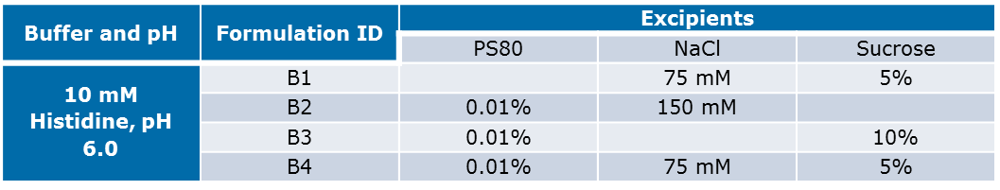 Buffer and pH Formulation ID Excipients
PS80 NaCl Sucrose
10 mM
Histidine, pH
6.0
B1 75 mM 5%
B2 0.01% 150 mM
B3 0.01% 10%
B4 0.01% 75 mM 5%